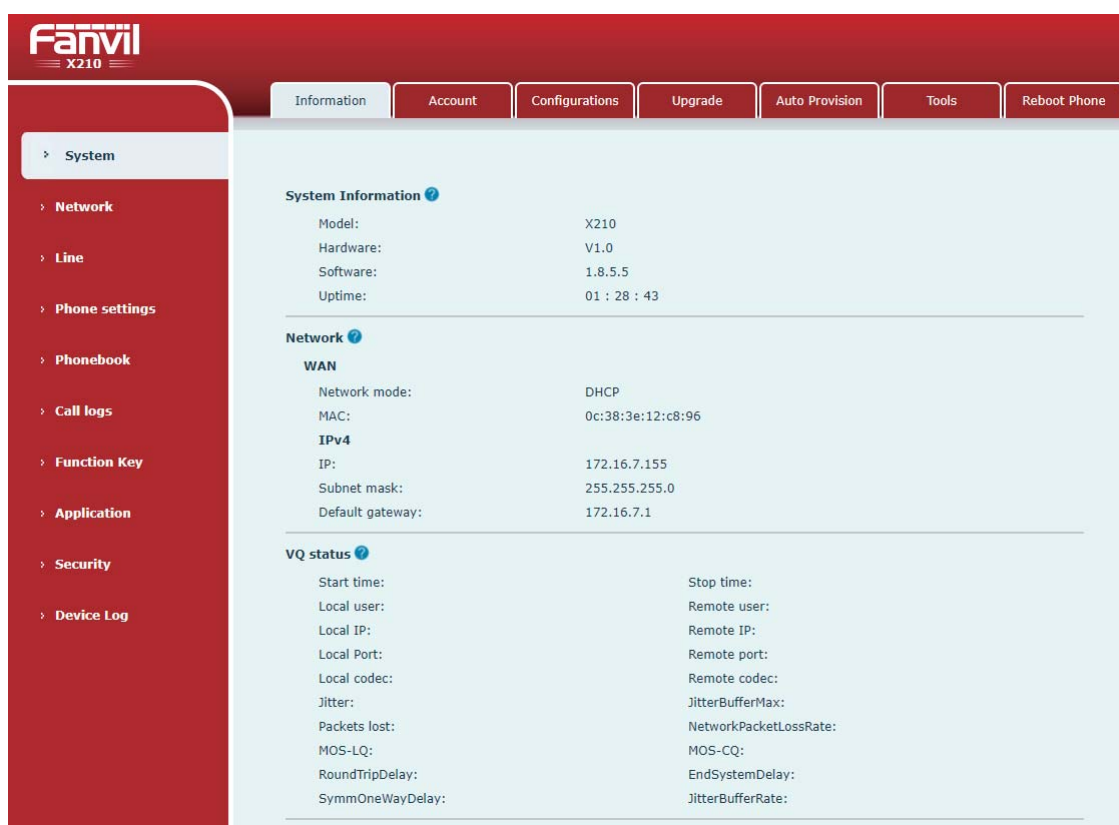 Fanvil
X210
Information Account Configurations Upgrade Auto Provision Tools Reboot Phone
› System
› Network
› Line
› Phone settings
› Phonebook
› Call logs
› Function Key
› Application
› Security
› Device Log
System Information ?
Model: X210
Hardware: V1.0
Software: 1.8.5.5
Uptime: 01 : 28 : 43
Network ?
WAN
Network mode: DHCP
MAC: 0c:38:3e:12:c8:96
IPv4
IP: 172.16.7.155
Subnet mask: 255.255.255.0
Default gateway: 172.16.7.1
VQ status ?
Start time: Stop time:
Local user: Remote user:
Local IP: Remote IP:
Local Port: Remote port:
Local codec: Remote codec:
Jitter: JitterBufferMax:
Packets lost: NetworkPacketLossRate:
MOS-LQ: MOS-CQ:
RoundTripDelay: EndSystemDelay:
SymmOneWayDelay: JitterBufferRate: